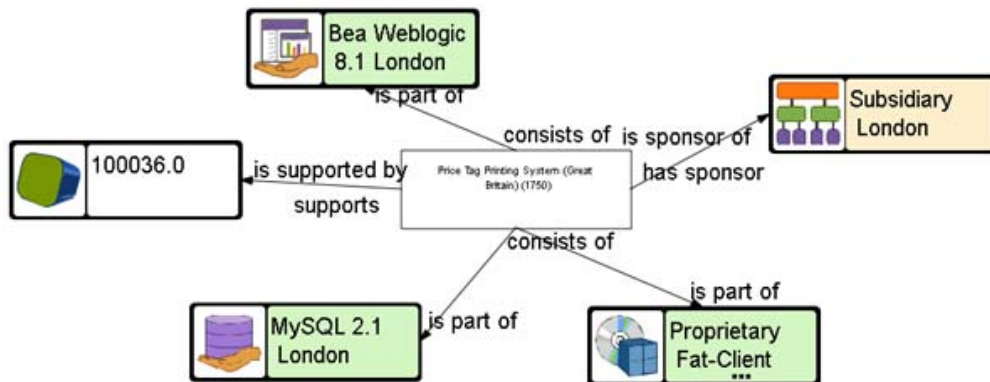 Bea Weblogic
8.1 London
is part of
consists of
is sponsor of
Subsidiary
London
has sponsor
100036.0
is supported by
supports
Price Tag Printing System (Great
Britain) (1750)
consists of
is part of
MySQL 2.1
London
is part of
Proprietary
Fat-Client
...